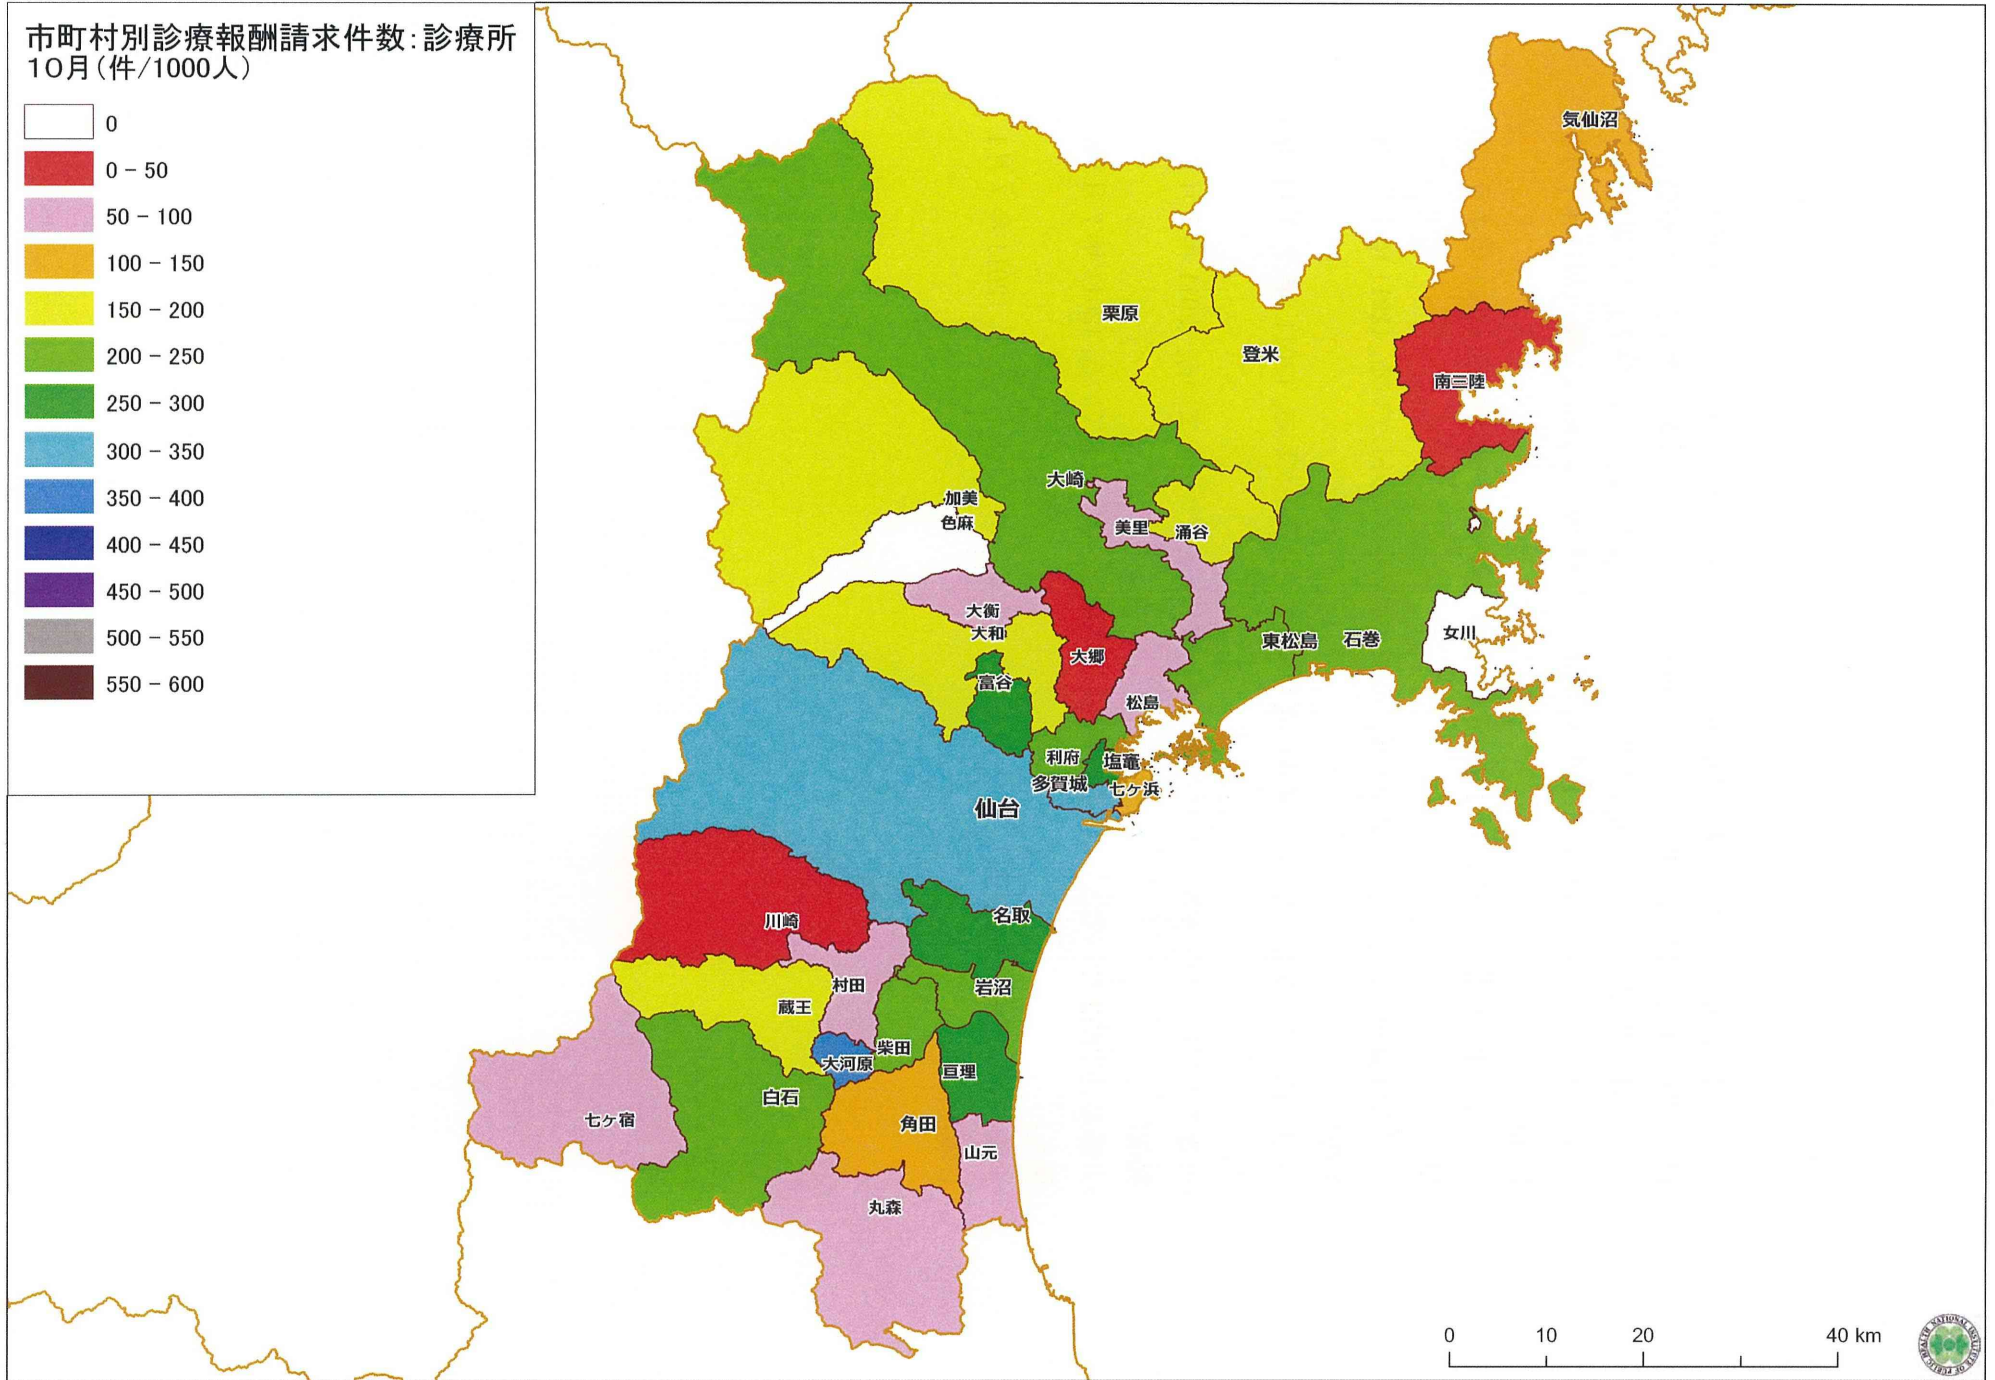 市町村別診療報酬請求件数：診療所
10月（件/1000人）
0
0 - 50
50 - 100
100 - 150
150 - 200
200 - 250
250 - 300
300 - 350
350 - 400
400 - 450
450 - 500
500 - 550
550 - 600
気仙沼
栗原
登米
南三陸
大崎
加美
色麻
美里
涌谷
大衡
大和
東松島
石巻
女川
大郷
富谷
松島
利府
塩竈
多賀城
七ヶ浜
仙台
川崎
名取
村田
岩沼
蔵王
柴田
大河原
亘理
白石
七ヶ宿
角田
山元
丸森
0
10
20
40 km
NATIONAL INSTITUTE OF PUBLIC HEALTH